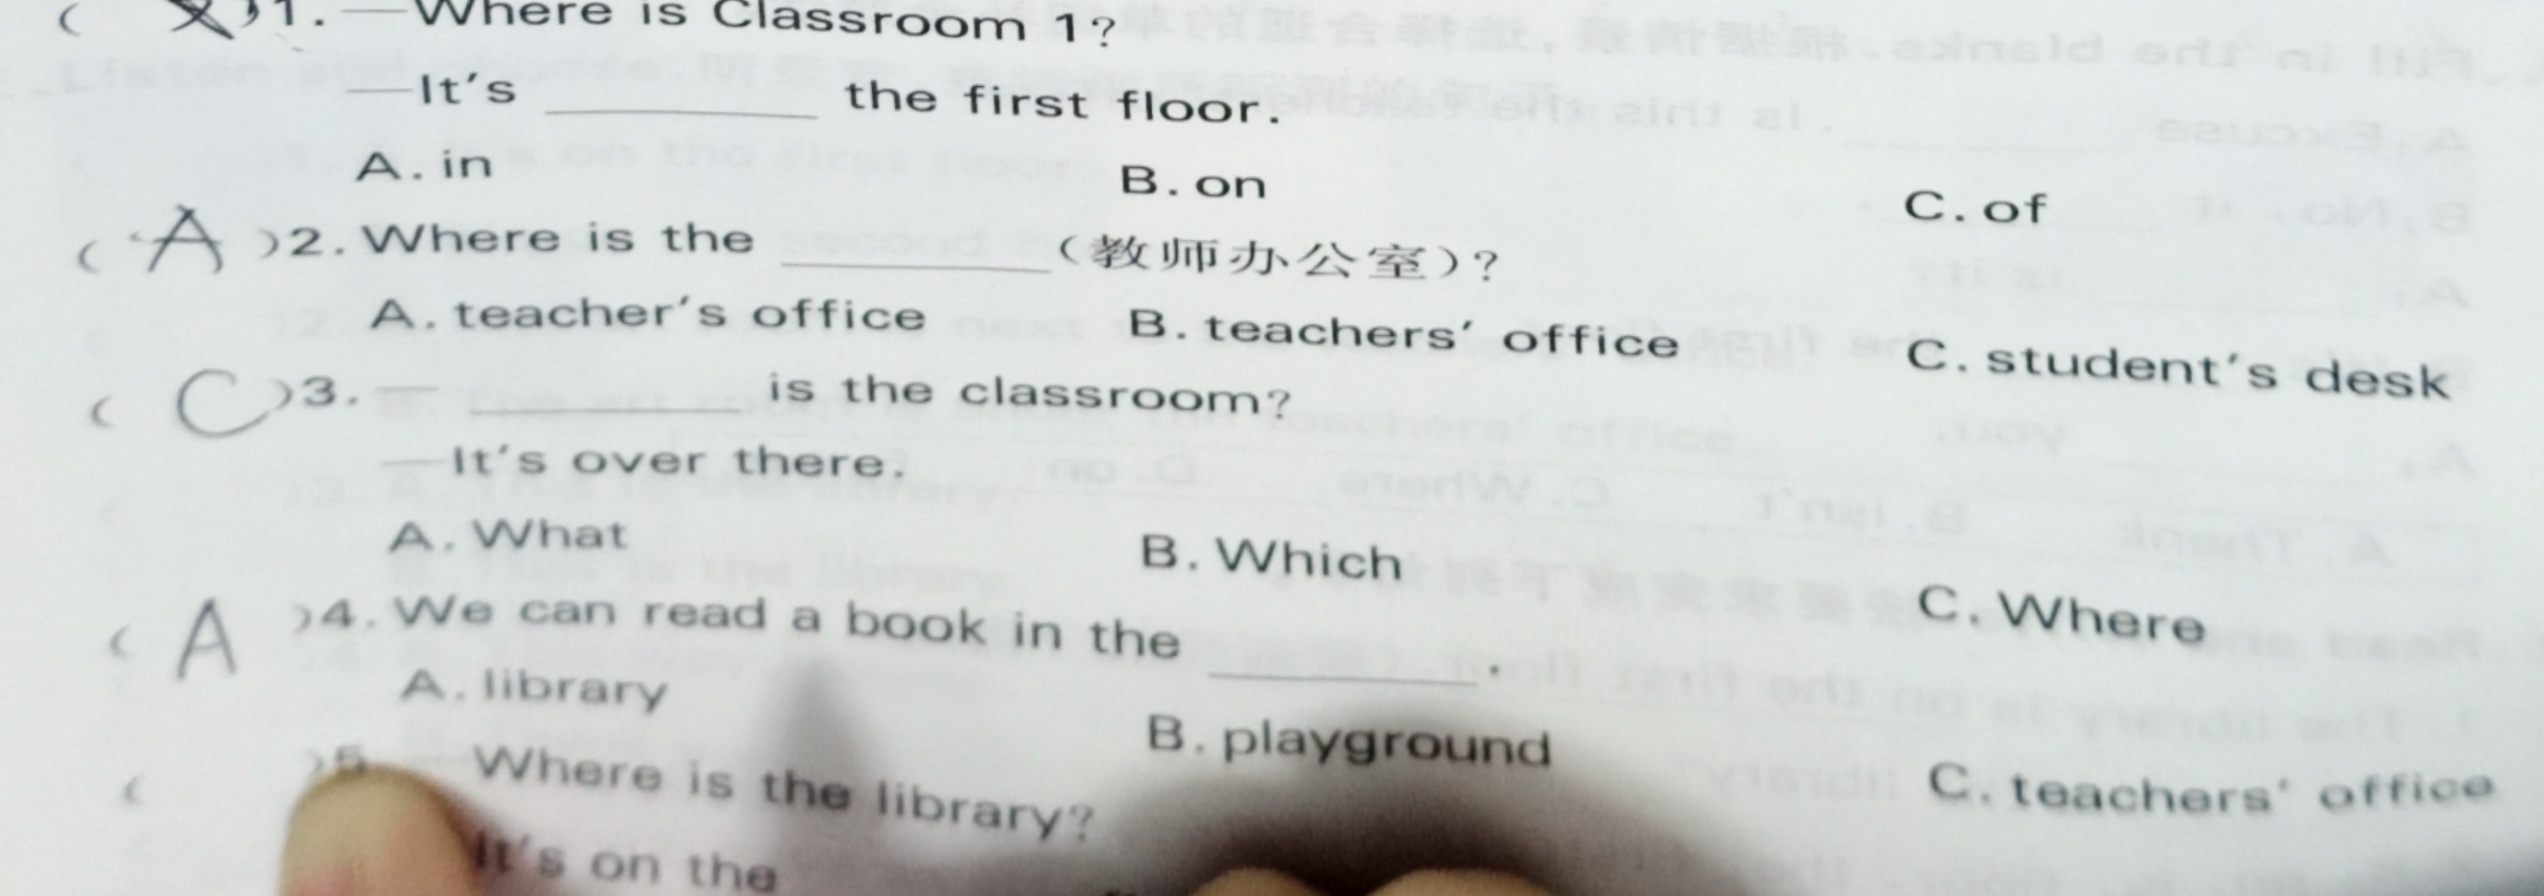 ( )1. —Where is Classroom 1?
—It's ________ the first floor.
A. in B. on C. of
( A )2. Where is the ________ (教师办公室)?
A. teacher's office B. teachers' office C. student's desk
( C )3. — ________ is the classroom?
—It's over there.
A. What B. Which C. Where
( A )4. We can read a book in the ________.
A. library B. playground C. teachers' office
( )5. —Where is the library?
It's on the